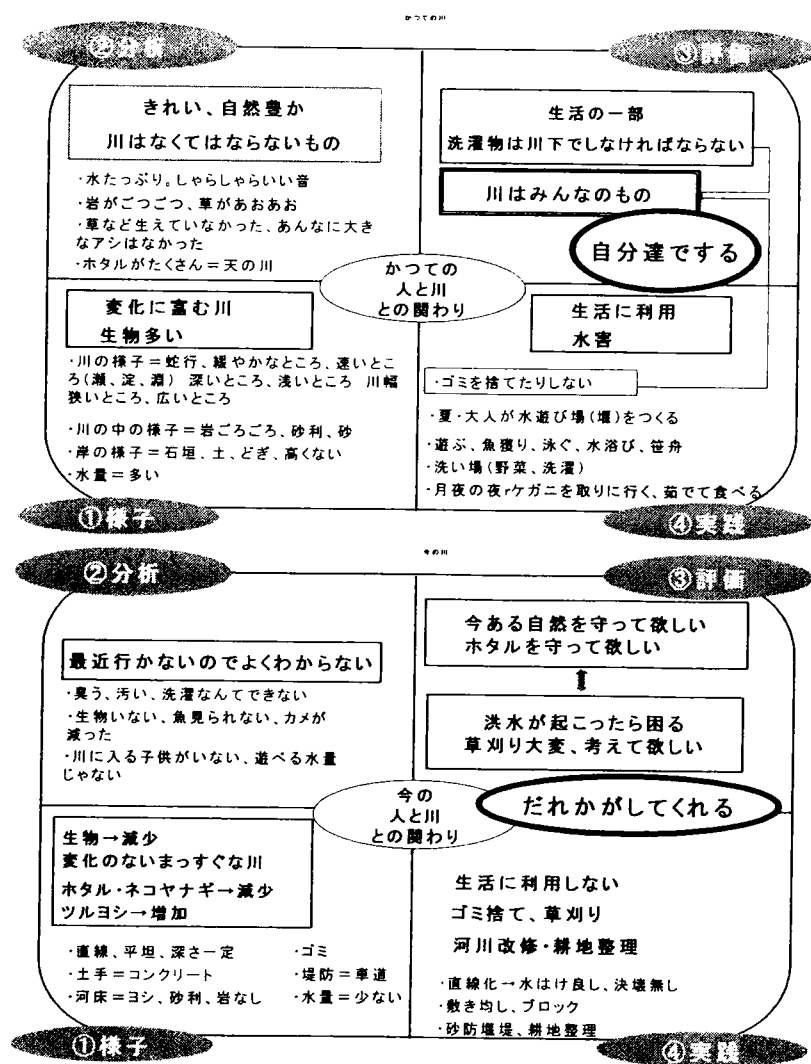 かつての川
②分析
③評価
きれい、自然豊か
川はなくてはならないもの
・水たっぷり。しゃらしゃらいい音
・岩がごつごつ、草があおあお
・草など生えていなかった、あんなに大き
なアシはなかった
・ホタルがたくさん＝天の川
生活の一部
洗濯物は川下でしなければならない
川はみんなのもの
自分達でする
かつての
人と川
との関わり
変化に富む川
生物多い
・川の様子＝蛇行、緩やかなところ、速いとこ
ろ(瀬、淀、淵) 深いところ、浅いところ 川幅
狭いところ、広いところ
・川の中の様子＝岩ごろごろ、砂利、砂
・岸の様子＝石垣、土、どぎ、高くない
・水量＝多い
生活に利用
水害
・ゴミを捨てたりしない
・夏・大人が水遊び場(堰)をつくる
・遊ぶ、魚獲り、泳ぐ、水浴び、笹舟
・洗い場(野菜、洗濯)
・月夜の夜rケガニを取りに行く、茹でて食べる
①様子
④実践
今の川
②分析
③評価
最近行かないのでよくわからない
・臭う、汚い、洗濯なんてできない
・生物いない、魚見られない、カメが
減った
・川に入る子供がいない、遊べる水量
じゃない
今ある自然を守って欲しい
ホタルを守って欲しい
洪水が起こったら困る
草刈り大変、考えて欲しい
だれかがしてくれる
今の
人と川
との関わり
生物→減少
変化のないまっすぐな川
ホタル・ネコヤナギ→減少
ツルヨシ→増加
・直線、平坦、深さ一定
・土手＝コンクリート
・河床＝ヨシ、砂利、岩なし
・ゴミ
・堤防＝車道
・水量＝少ない
生活に利用しない
ゴミ捨て、草刈り
河川改修・耕地整理
・直線化→水はけ良し、決壊無し
・敷き均し、ブロック
・砂防堰堤、耕地整理
①様子
④実践